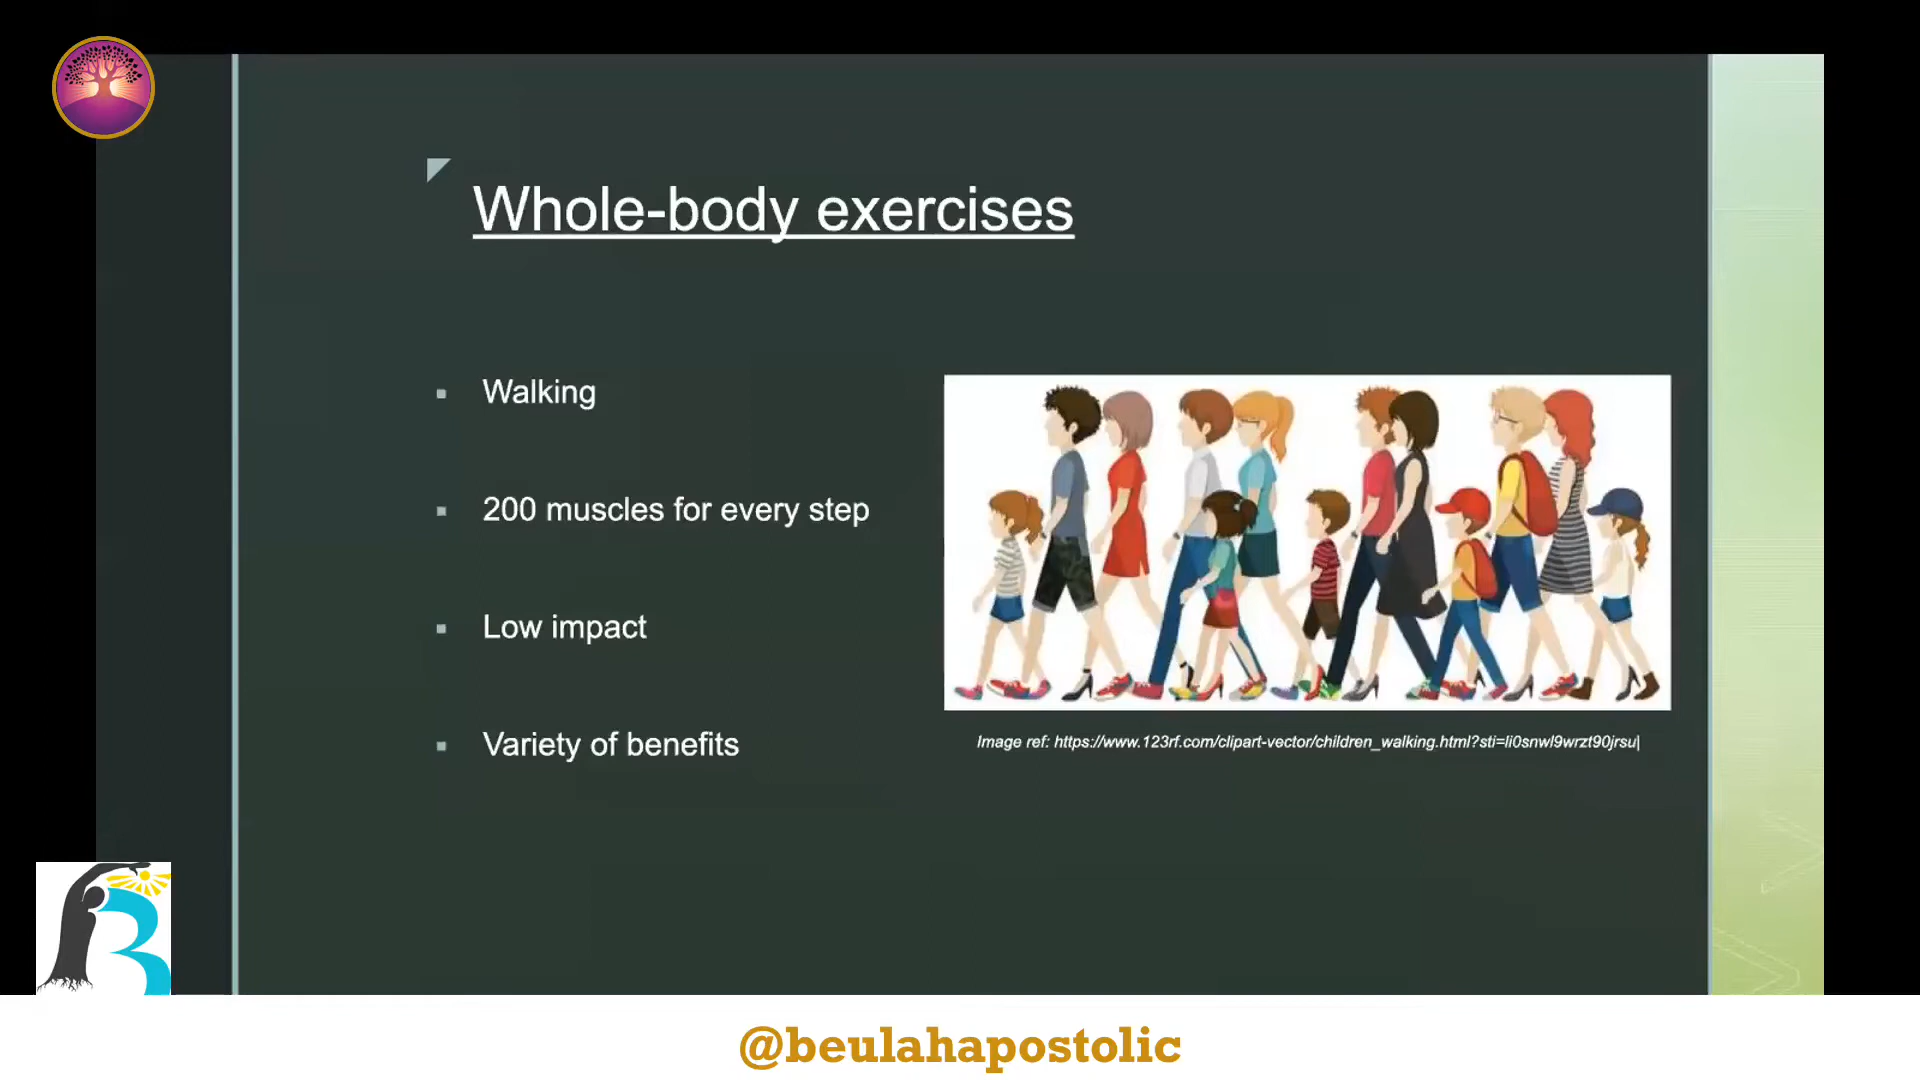 Whole-body exercises
Walking
200 muscles for every step
Low impact
Variety of benefits
Image ref: https://www.123rf.com/clipart-vector/children_walking.html?sti=li0snwl9wrzt90jrsu|
@beulahapostolic